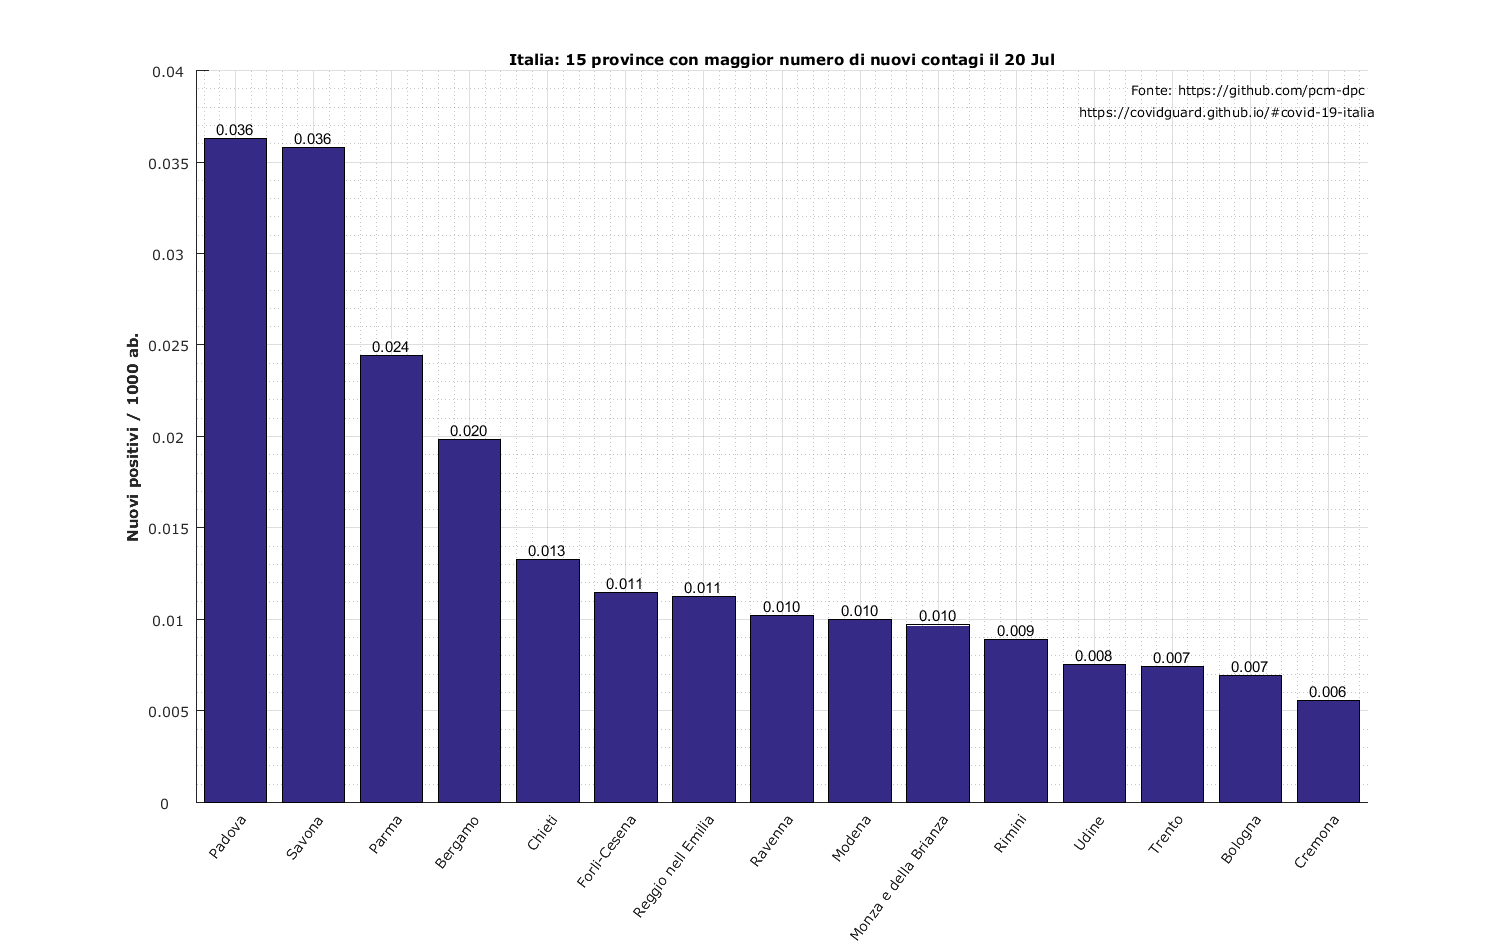 Italia: 15 province con maggior numero di nuovi contagi il 20 Jul
Fonte: https://github.com/pcm-dpc
https://covidguard.github.io/#covid-19-italia
Nuovi positivi / 1000 ab.
0.04
0.035
0.03
0.025
0.02
0.015
0.01
0.005
0
0.036
0.036
0.024
0.020
0.013
0.011
0.011
0.010
0.010
0.010
0.009
0.008
0.007
0.007
0.006
Padova
Savona
Parma
Bergamo
Chieti
Forlì-Cesena
Reggio nell Emilia
Ravenna
Modena
Monza e della Brianza
Rimini
Udine
Trento
Bologna
Cremona